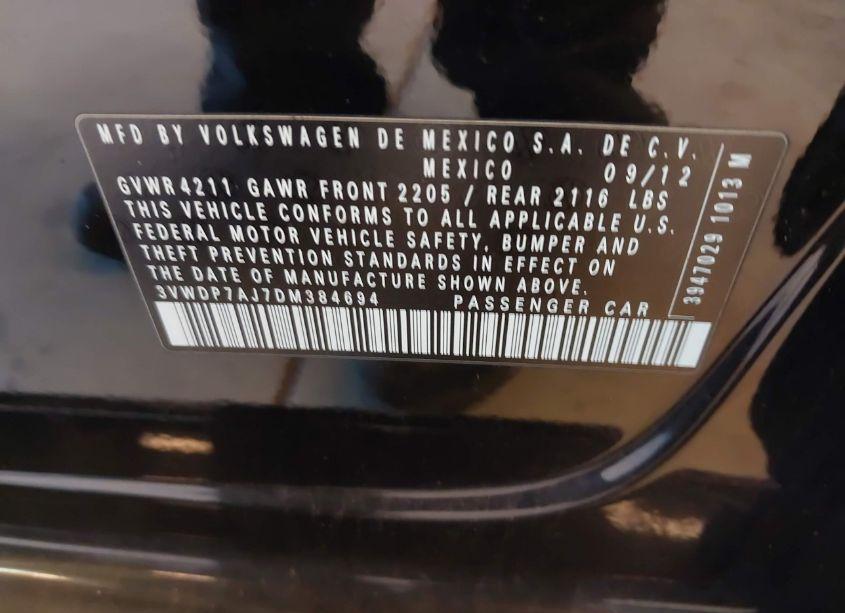 MFD BY VOLKSWAGEN DE MEXICO S.A. DE C.V.
MEXICO 09/12
GVWR 4211 GAWR FRONT 2205 / REAR 2116 LBS
THIS VEHICLE CONFORMS TO ALL APPLICABLE U.S.
FEDERAL MOTOR VEHICLE SAFETY, BUMPER AND
THEFT PREVENTION STANDARDS IN EFFECT ON
THE DATE OF MANUFACTURE SHOWN ABOVE.
3VWDP7AJ7DM384694 PASSENGER CAR
3947029 1013 M